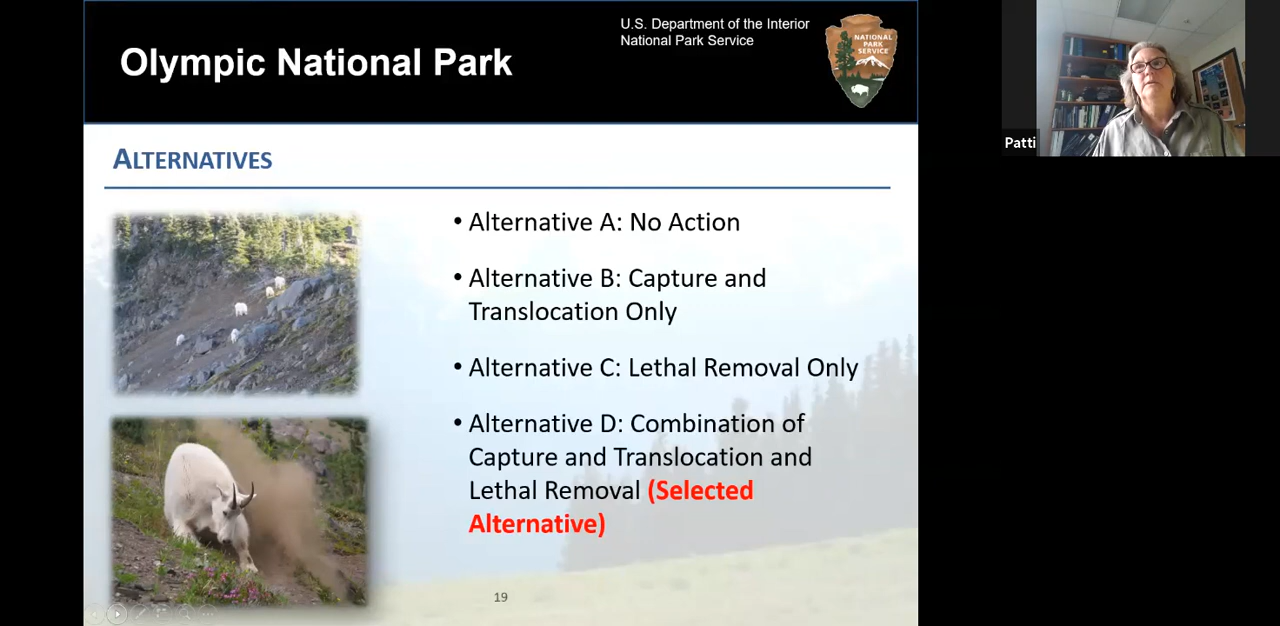 U.S. Department of the Interior
National Park Service
Olympic National Park
NATIONAL
PARK
SERVICE
Patti
ALTERNATIVES
• Alternative A: No Action
• Alternative B: Capture and
Translocation Only
• Alternative C: Lethal Removal Only
• Alternative D: Combination of
Capture and Translocation and
Lethal Removal (Selected
Alternative)
19